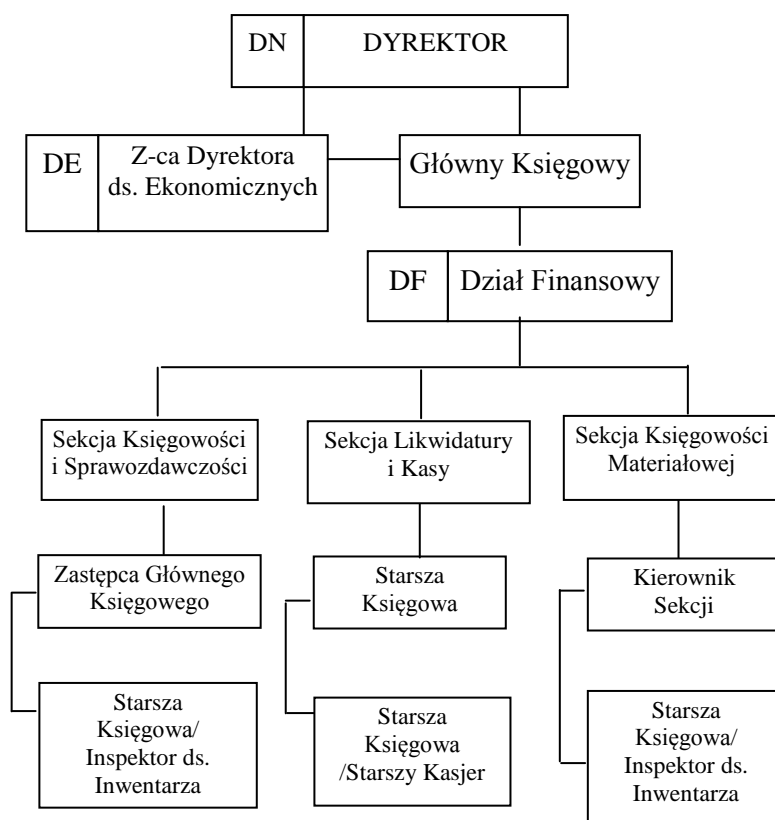 DN DYREKTOR
DE
Z-ca Dyrektora
ds. Ekonomicznych
Główny Księgowy
DF Dział Finansowy
Sekcja Księgowości
i Sprawozdawczości
Sekcja Likwidatury
i Kasy
Sekcja Księgowości
Materiałowej
Zastępca Głównego
Księgowego
Starsza
Księgowa
Kierownik
Sekcji
Starsza
Księgowa/
Inspektor ds.
Inwentarza
Starsza
Księgowa
/Starszy Kasjer
Starsza
Księgowa/
Inspektor ds.
Inwentarza